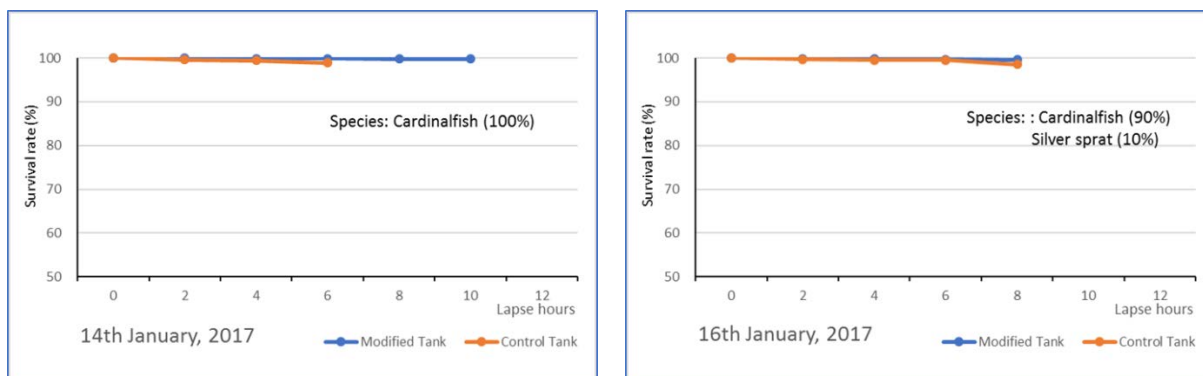 100
90
80
70
60
50
Survival rate (%)
Species: Cardinalfish (100%)
0 2 4 6 8 10 12
Lapse hours
14th January, 2017
Modified Tank Control Tank
100
90
80
70
60
50
Survival rate (%)
Species: : Cardinalfish (90%)
Silver sprat (10%)
0 2 4 6 8 10 12
Lapse hours
16th January, 2017
Modified Tank Control Tank